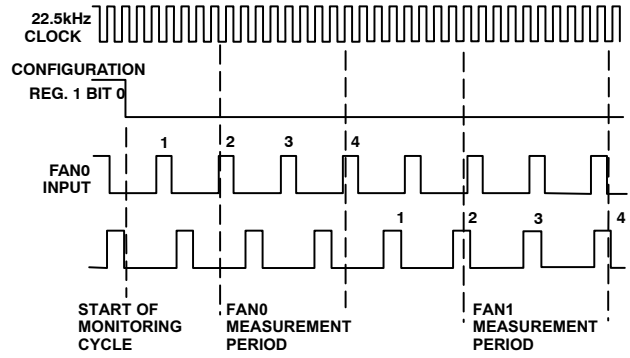 22.5kHz
CLOCK
CONFIGURATION
REG. 1 BIT 0
1 2 3 4
FAN0
INPUT
1 2 3 4
START OF
MONITORING
CYCLE
FAN0
MEASUREMENT
PERIOD
FAN1
MEASUREMENT
PERIOD